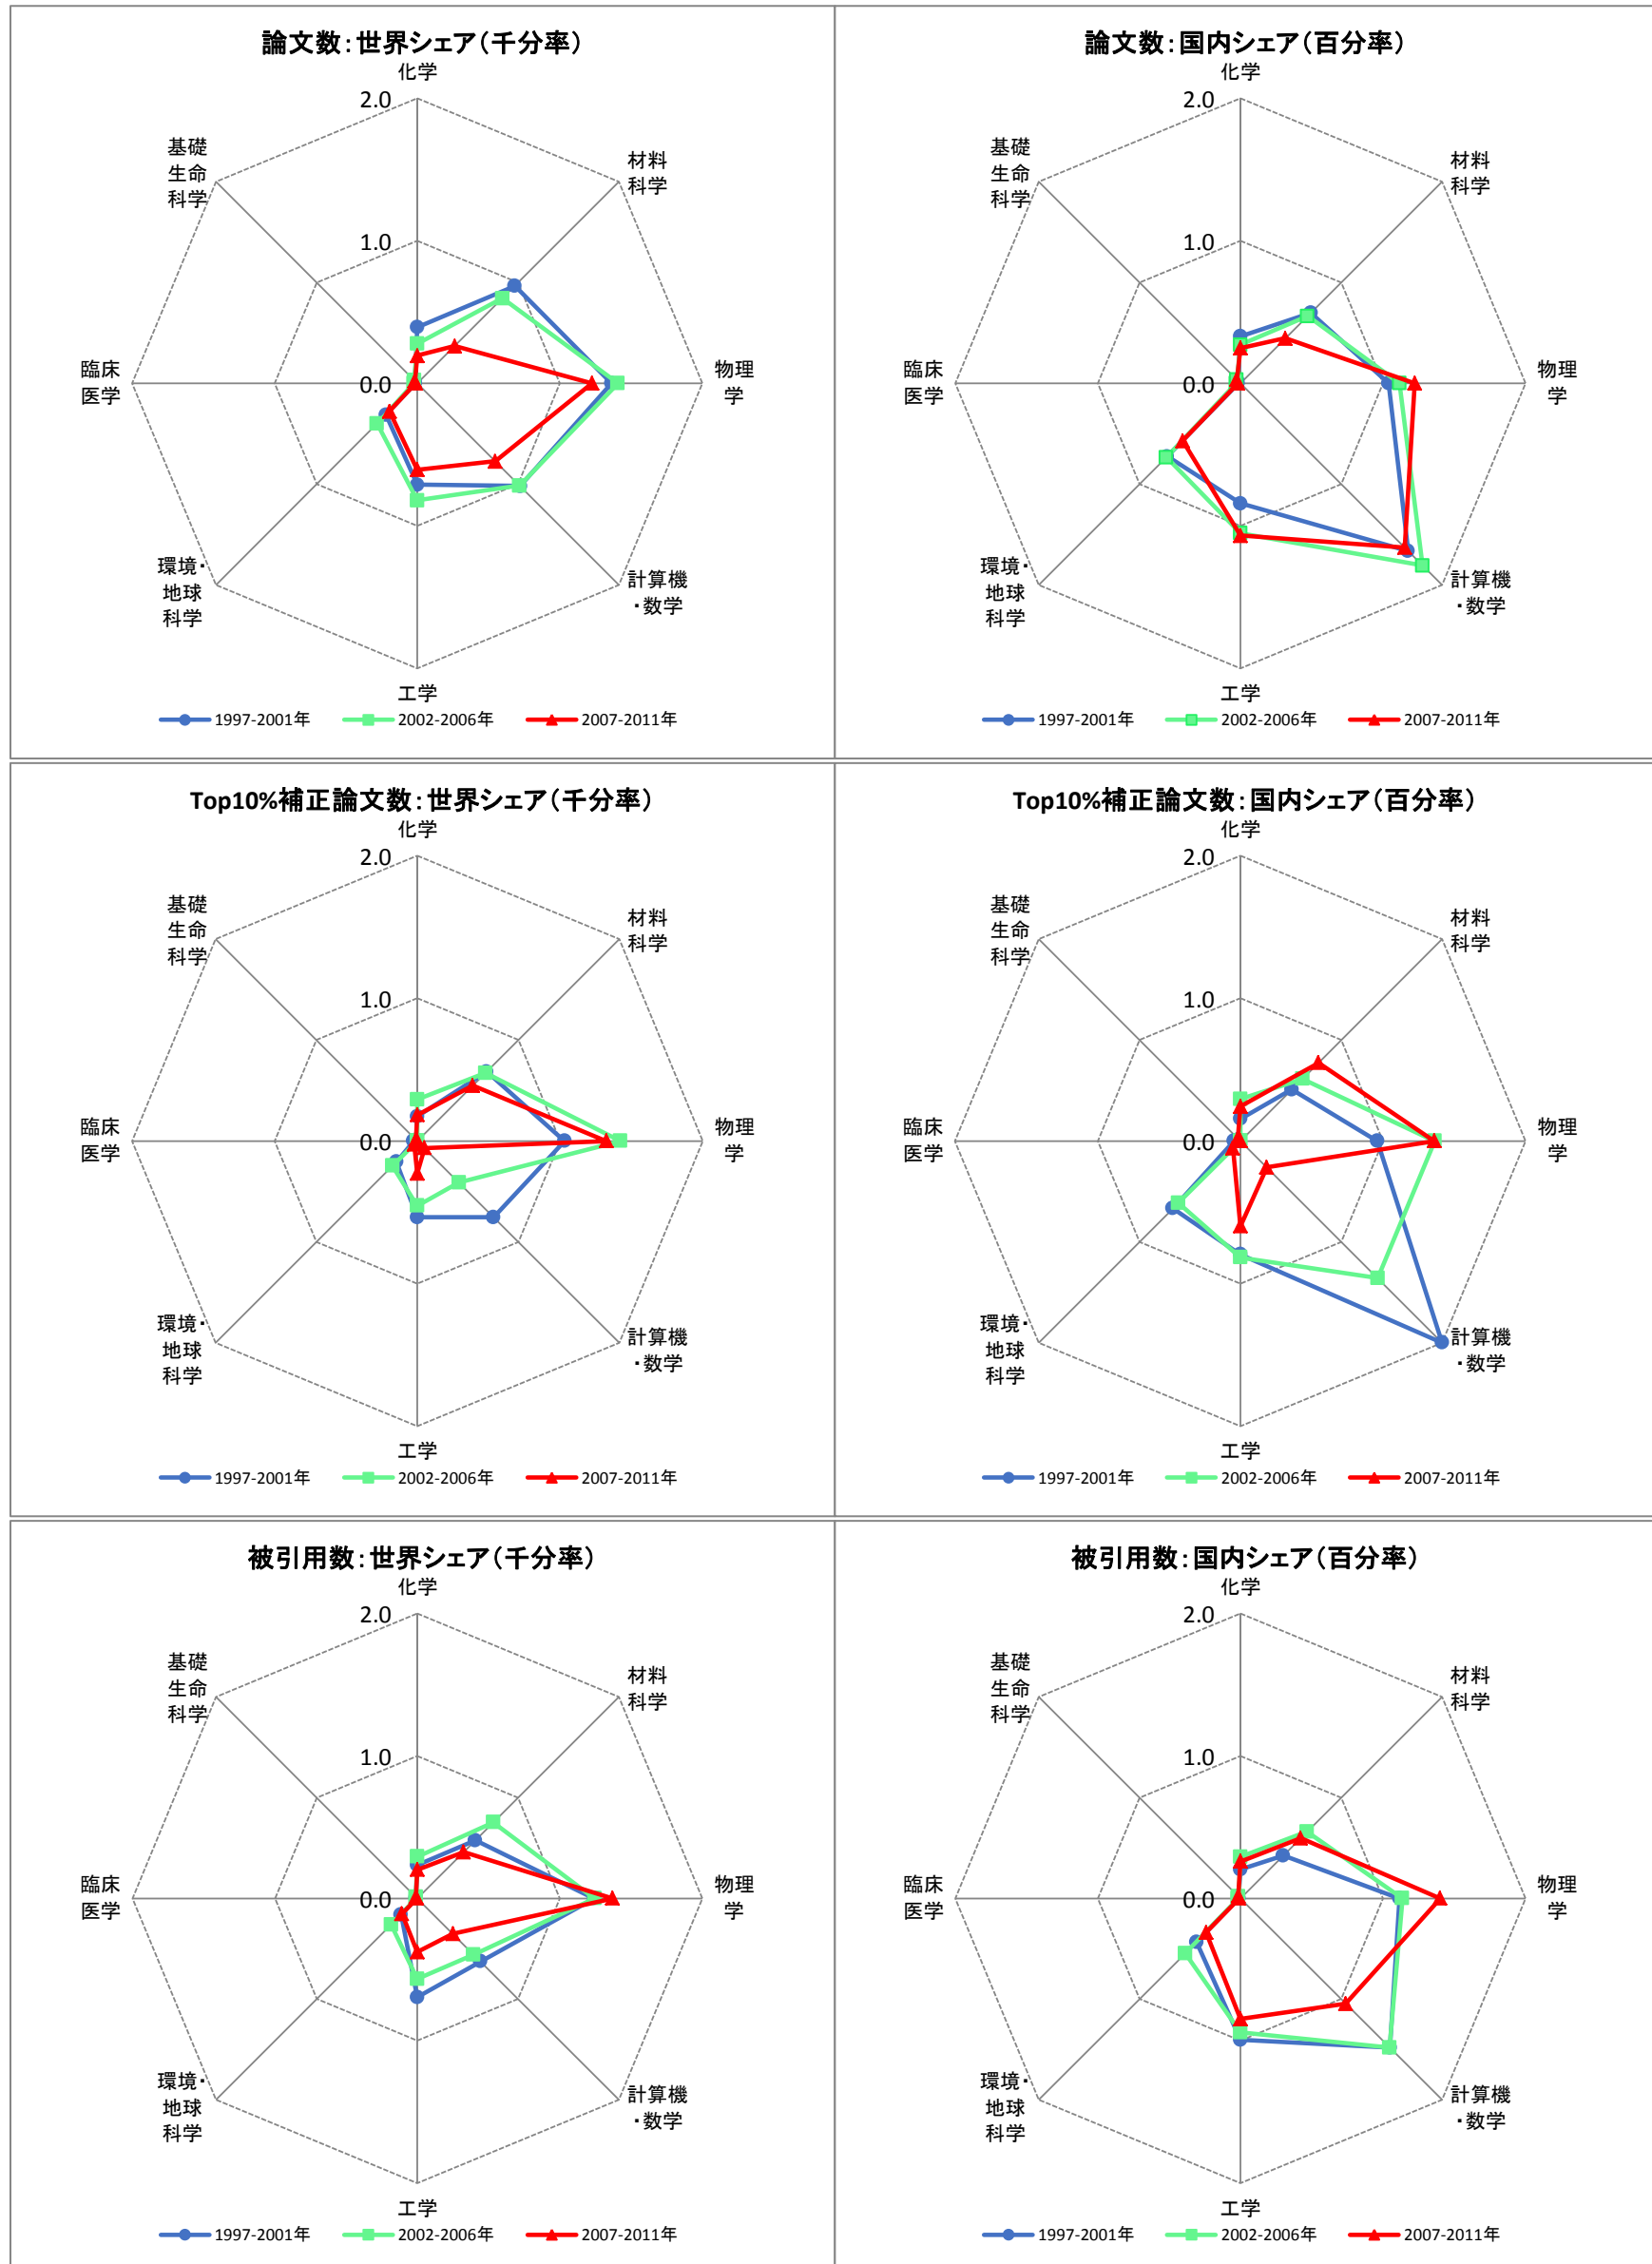 論文数：世界シェア（千分率）
化学
2.0
基礎
生命
科学
材料
科学
1.0
臨床
医学
0.0
物理
学
環境・
地球
科学
計算機
・数学
工学
1997-2001年 2002-2006年 2007-2011年
論文数：国内シェア（百分率）
化学
2.0
基礎
生命
科学
材料
科学
1.0
臨床
医学
0.0
物理
学
環境・
地球
科学
計算機
・数学
工学
1997-2001年 2002-2006年 2007-2011年
Top10%補正論文数：世界シェア（千分率）
化学
2.0
基礎
生命
科学
材料
科学
1.0
臨床
医学
0.0
物理
学
環境・
地球
科学
計算機
・数学
工学
1997-2001年 2002-2006年 2007-2011年
Top10%補正論文数：国内シェア（百分率）
化学
2.0
基礎
生命
科学
材料
科学
1.0
臨床
医学
0.0
物理
学
環境・
地球
科学
計算機
・数学
工学
1997-2001年 2002-2006年 2007-2011年
被引用数：世界シェア（千分率）
化学
2.0
基礎
生命
科学
材料
科学
1.0
臨床
医学
0.0
物理
学
環境・
地球
科学
計算機
・数学
工学
1997-2001年 2002-2006年 2007-2011年
被引用数：国内シェア（百分率）
化学
2.0
基礎
生命
科学
材料
科学
1.0
臨床
医学
0.0
物理
学
環境・
地球
科学
計算機
・数学
工学
1997-2001年 2002-2006年 2007-2011年